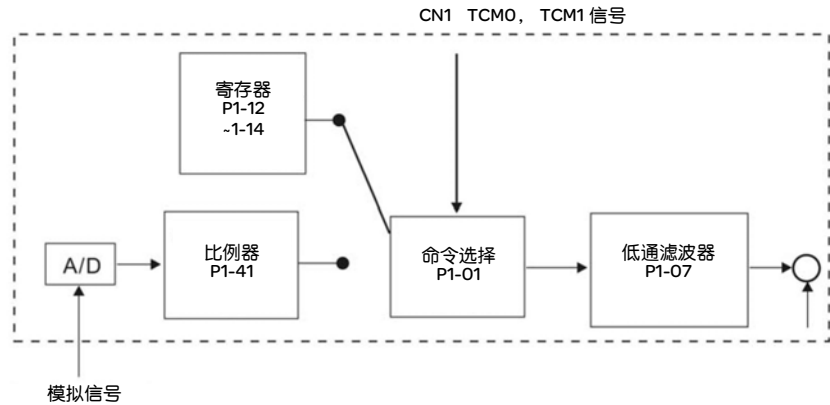 CN1 TCM0， TCM1 信号
寄存器
P1-12
~1-14
比例器
P1-41
A/D
命令选择
P1-01
低通滤波器
P1-07
模拟信号